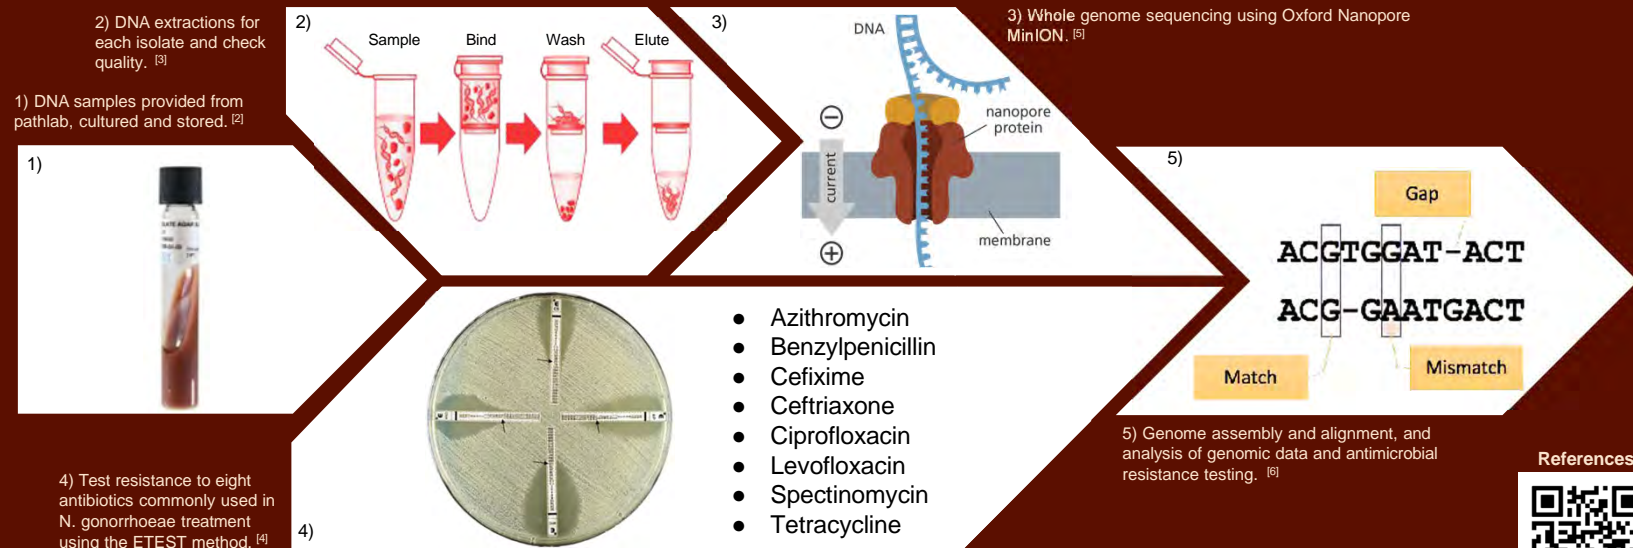 2) DNA extractions for
each isolate and check
quality. [3]
1) DNA samples provided from
pathlab, cultured and stored. [2]
1)
2)
Sample
Bind
Wash
Elute
3)
DNA
nanopore
protein
current
membrane
3) Whole genome sequencing using Oxford Nanopore
MinION. [5]
4) Test resistance to eight
antibiotics commonly used in
N. gonorrhoeae treatment
using the ETEST method. [4]
4)
● Azithromycin
● Benzylpenicillin
● Cefixime
● Ceftriaxone
● Ciprofloxacin
● Levofloxacin
● Spectinomycin
● Tetracycline
5)
Gap
ACGTGGAT-ACT
ACG-GAATGACT
Match
Mismatch
5) Genome assembly and alignment, and
analysis of genomic data and antimicrobial
resistance testing. [6]
References